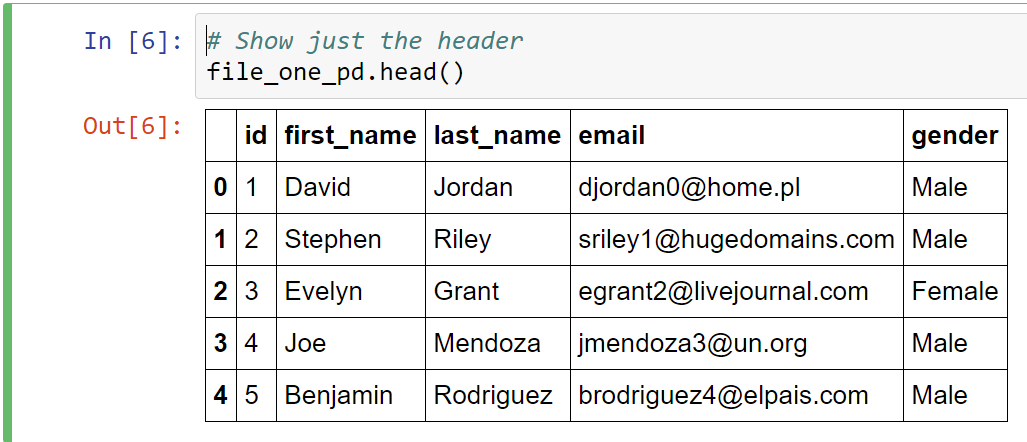 In [6]: # Show just the header
file_one_pd.head()
Out[6]:
id first_name last_name email gender
0 1 David Jordan djordan0@home.pl Male
1 2 Stephen Riley sriley1@hugedomains.com Male
2 3 Evelyn Grant egrant2@livejournal.com Female
3 4 Joe Mendoza jmendoza3@un.org Male
4 5 Benjamin Rodriguez brodriguez4@elpais.com Male